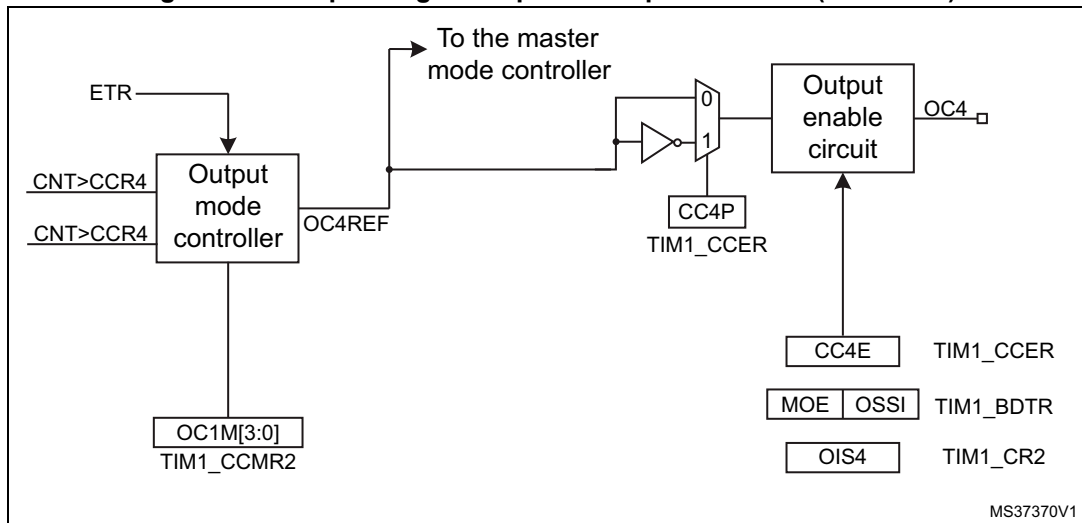 To the master
mode controller
ETR
0
1
Output
enable
circuit
OC4
CNT>CCR4
CNT>CCR4
Output
mode
controller
OC4REF
CC4P
TIM1_CCER
CC4E TIM1_CCER
MOE OSSI TIM1_BDTR
OIS4 TIM1_CR2
OC1M[3:0]
TIM1_CCMR2
MS37370V1